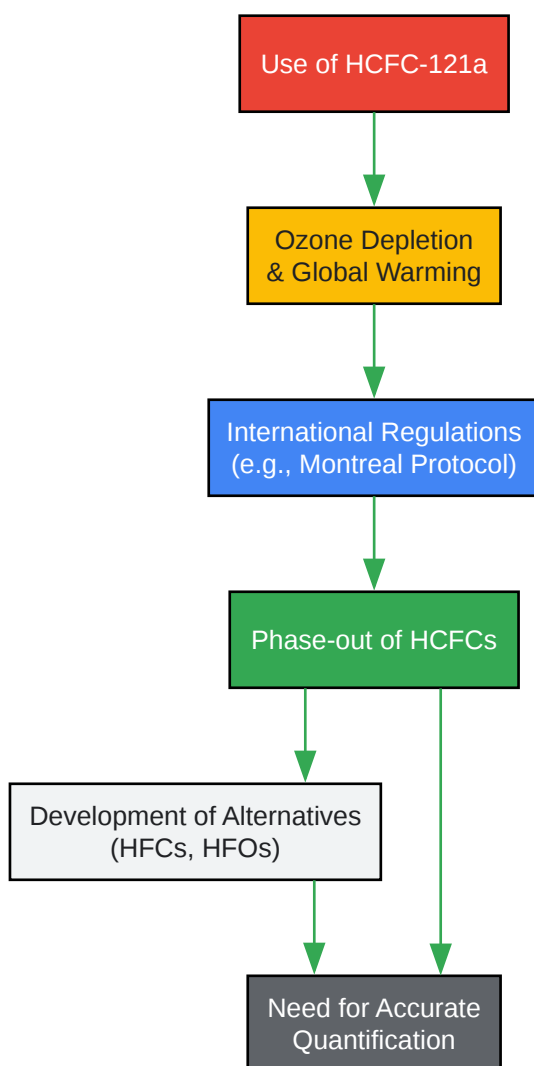 Use of HCFC-121a
Ozone Depletion
& Global Warming
International Regulations
(e.g., Montreal Protocol)
Phase-out of HCFCs
Development of Alternatives
(HFCs, HFOs)
Need for Accurate
Quantification